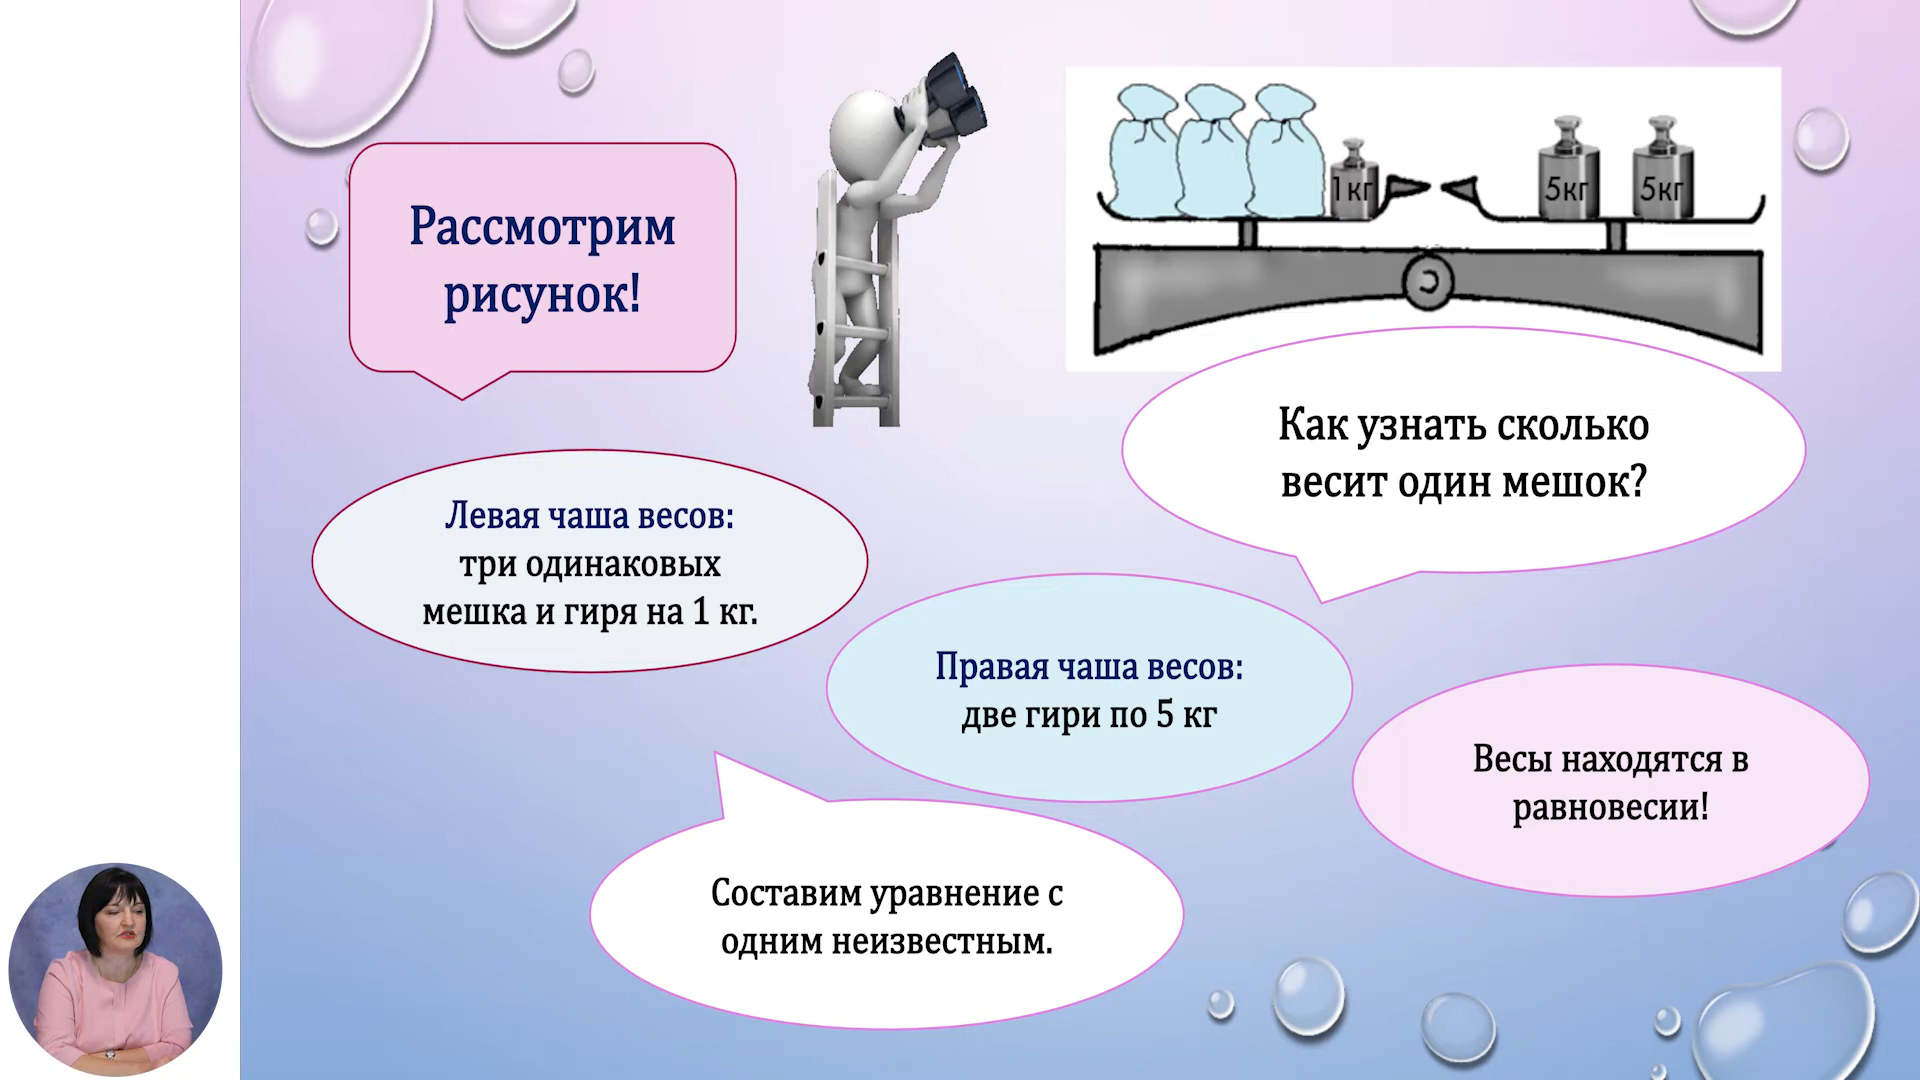 Рассмотрим
рисунок!
1кг
5кг
5кг
Как узнать сколько
весит один мешок?
Левая чаша весов:
три одинаковых
мешка и гиря на 1 кг.
Правая чаша весов:
две гири по 5 кг
Весы находятся в
равновесии!
Составим уравнение с
одним неизвестным.